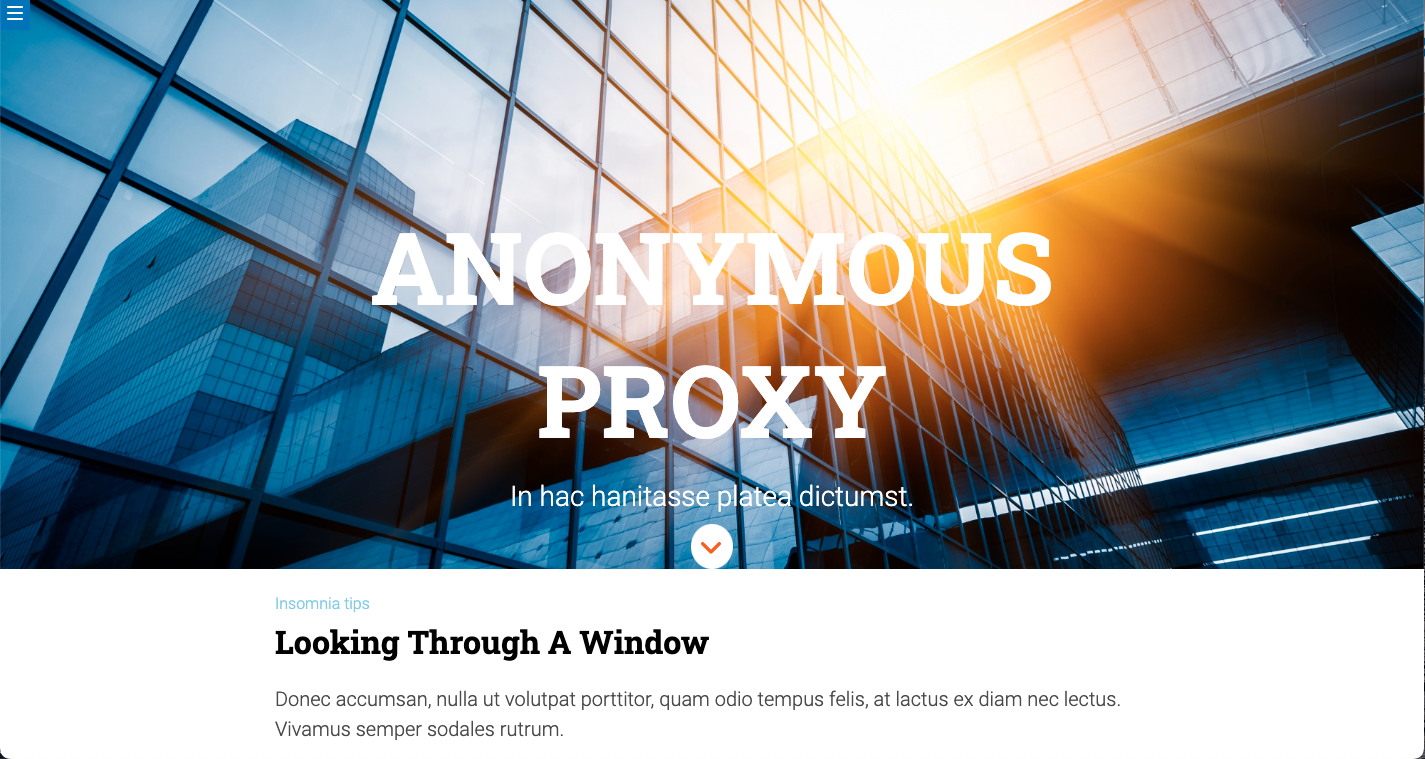 ANONYMOUS
PROXY
In hac hanitasse platea dictumst.
Insomnia tips
Looking Through A Window
Donec accumsan, nulla ut volutpat porttitor, quam odio tempus felis, at lactus ex diam nec lectus.
Vivamus semper sodales rutrum.